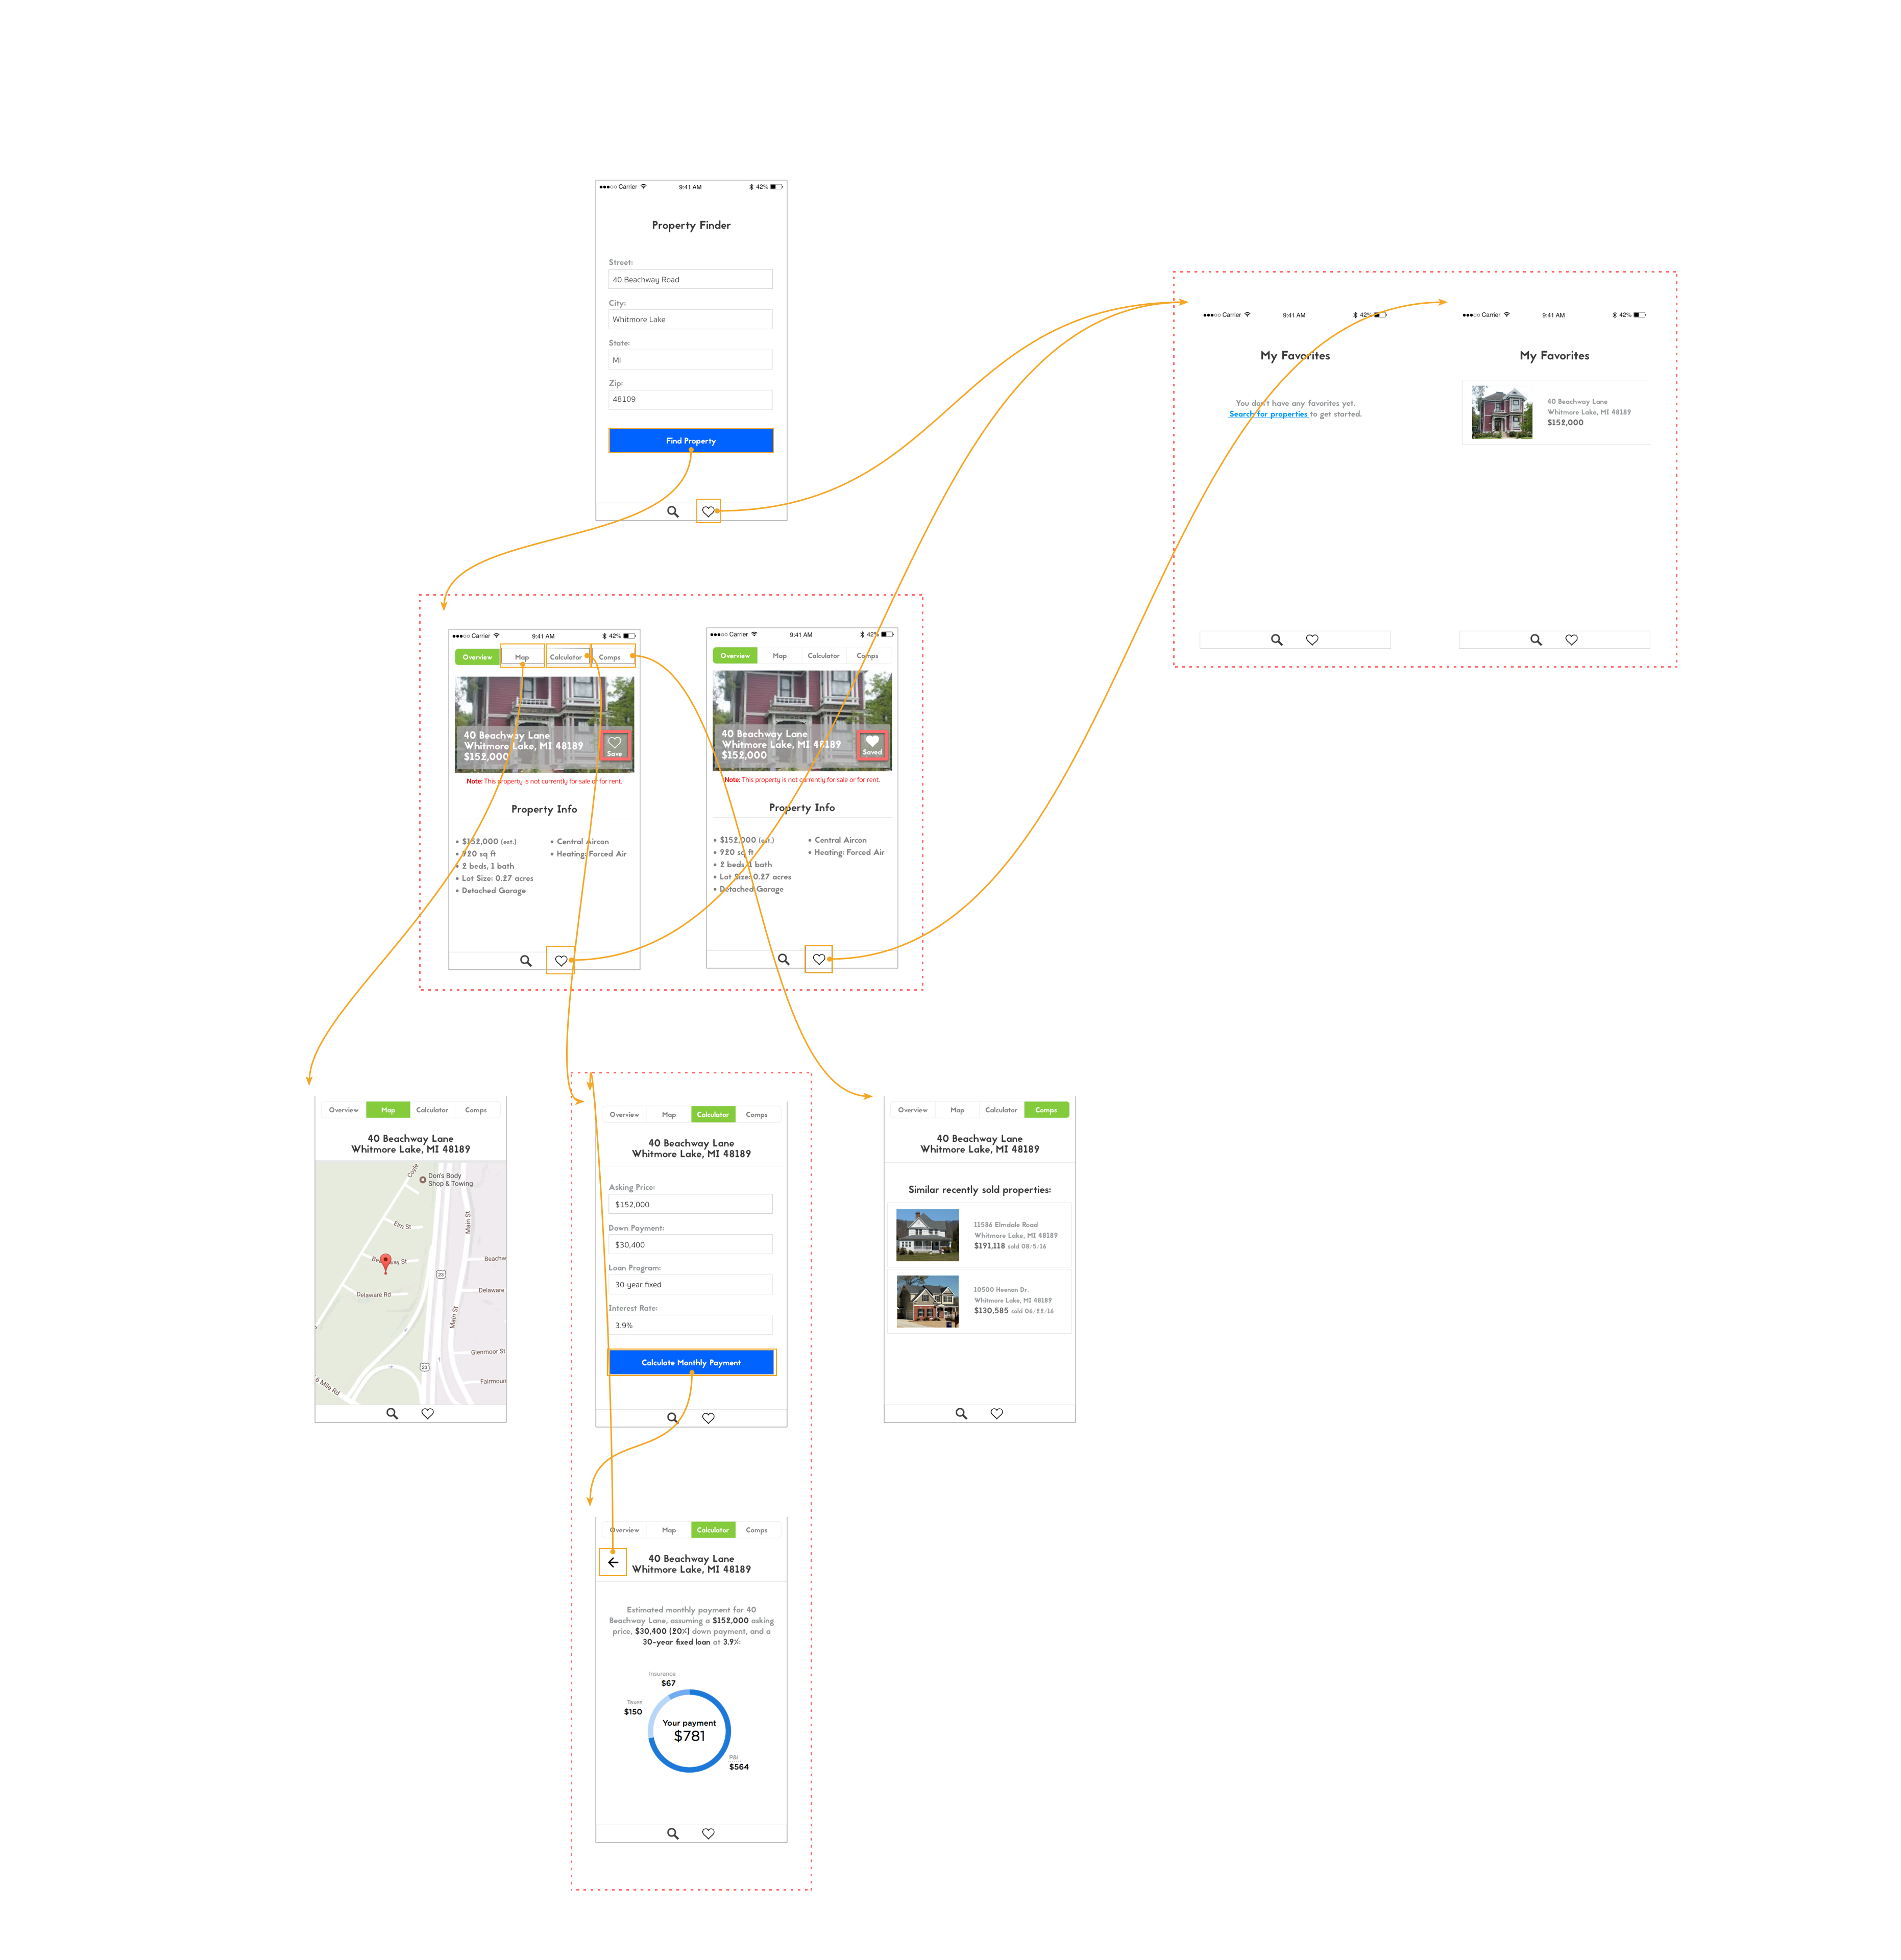 Carrier 9:41 AM 42%
Property Finder
Street:
40 Beachway Road
City:
Whitmore Lake
State:
MI
Zip:
48109
Find Property
Carrier 9:41 AM 42%
My Favorites
You don't have any favorites yet.
Search for properties to get started.
Carrier 9:41 AM 42%
My Favorites
40 Beachway Lane
Whitmore Lake, MI 48189
$152,000
Carrier 9:41 AM 42%
Overview Map Calculator Comps
40 Beachway Lane
Whitmore Lake, MI 48189
$152,000
Save
Note: This property is not currently for sale or for rent.
Property Info
• $152,000 (est.)
• 920 sq ft
• 2 beds, 1 bath
• Lot Size: 0.27 acres
• Detached Garage
• Central Aircon
• Heating: Forced Air
Carrier 9:41 AM 42%
Overview Map Calculator Comps
40 Beachway Lane
Whitmore Lake, MI 48189
$152,000
Saved
Note: This property is not currently for sale or for rent.
Property Info
• $152,000 (est.)
• 920 sq ft
• 2 beds, 1 bath
• Lot Size: 0.27 acres
• Detached Garage
• Central Aircon
• Heating: Forced Air
Overview Map Calculator Comps
40 Beachway Lane
Whitmore Lake, MI 48189
Coyle
Don's Body
Shop & Towing
Elm St
Main St
Beachway St
Beachw
23
Delaware Rd
Delaware
Main St
Glenmoor St
23
6 Mile Rd
Fairmoun
Overview Map Calculator Comps
40 Beachway Lane
Whitmore Lake, MI 48189
Asking Price:
$152,000
Down Payment:
$30,400
Loan Program:
30-year fixed
Interest Rate:
3.9%
Calculate Monthly Payment
Overview Map Calculator Comps
40 Beachway Lane
Whitmore Lake, MI 48189
Similar recently sold properties:
11586 Elmdale Road
Whitmore Lake, MI 48189
$191,118 sold 08/5/16
10500 Heenan Dr.
Whitmore Lake, MI 48189
$130,585 sold 06/22/16
Overview Map Calculator Comps
40 Beachway Lane
Whitmore Lake, MI 48189
Estimated monthly payment for 40
Beachway Lane, assuming a $152,000 asking
price, $30,400 (20%) down payment, and a
30-year fixed loan at 3.9%:
Insurance
$67
Taxes
$150
Your payment
$781
P&I
$564